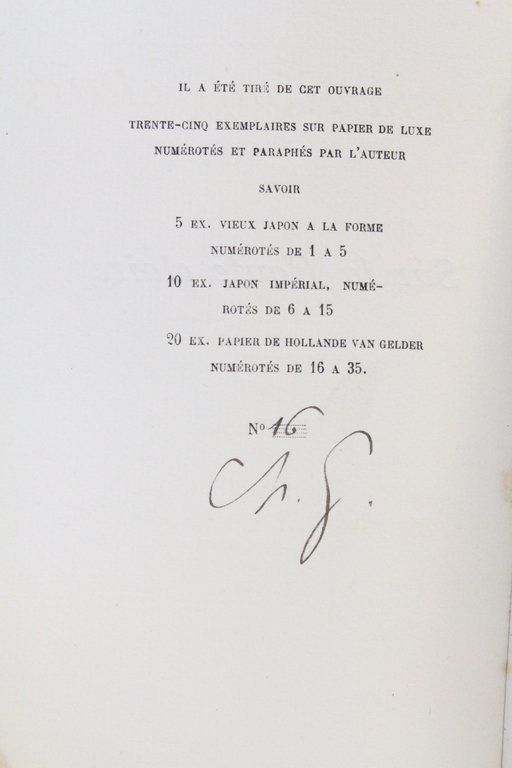 IL A ÉTÉ TIRÉ DE CET OUVRAGE
TRENTE-CINQ EXEMPLAIRES SUR PAPIER DE LUXE
NUMÉROTÉS ET PARAPHÉS PAR L'AUTEUR
SAVOIR
5 EX. VIEUX JAPON A LA FORME
NUMÉROTÉS DE 1 A 5
10 EX. JAPON IMPÉRIAL, NUMÉ-
ROTÉS DE 6 A 15
20 EX. PAPIER DE HOLLANDE VAN GELDER
NUMÉROTÉS DE 16 A 35.
Nº 16
Ch. G.